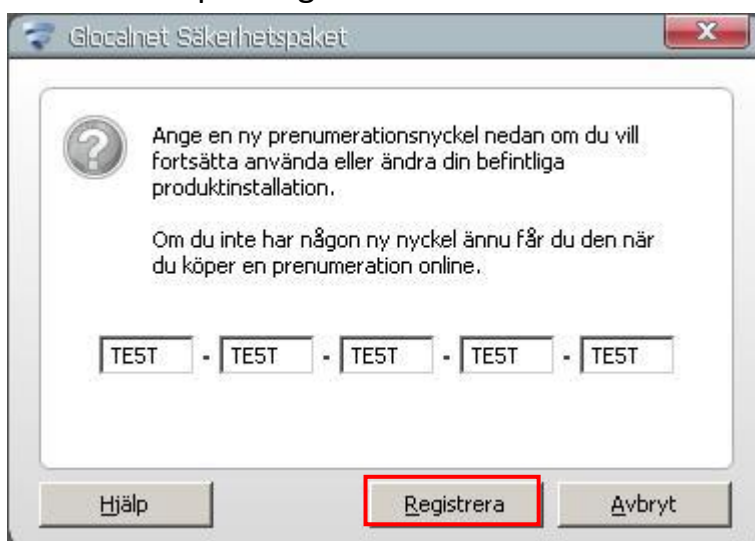 Glocalnet Säkerhetspaket
Ange en ny prenumerationsnyckel nedan om du vill
fortsätta använda eller ändra din befintliga
produktinstallation.
Om du inte har någon ny nyckel ännu får du den när
du köper en prenumeration online.
TEST - TEST - TEST - TEST - TEST
Hjälp Registrera Avbryt